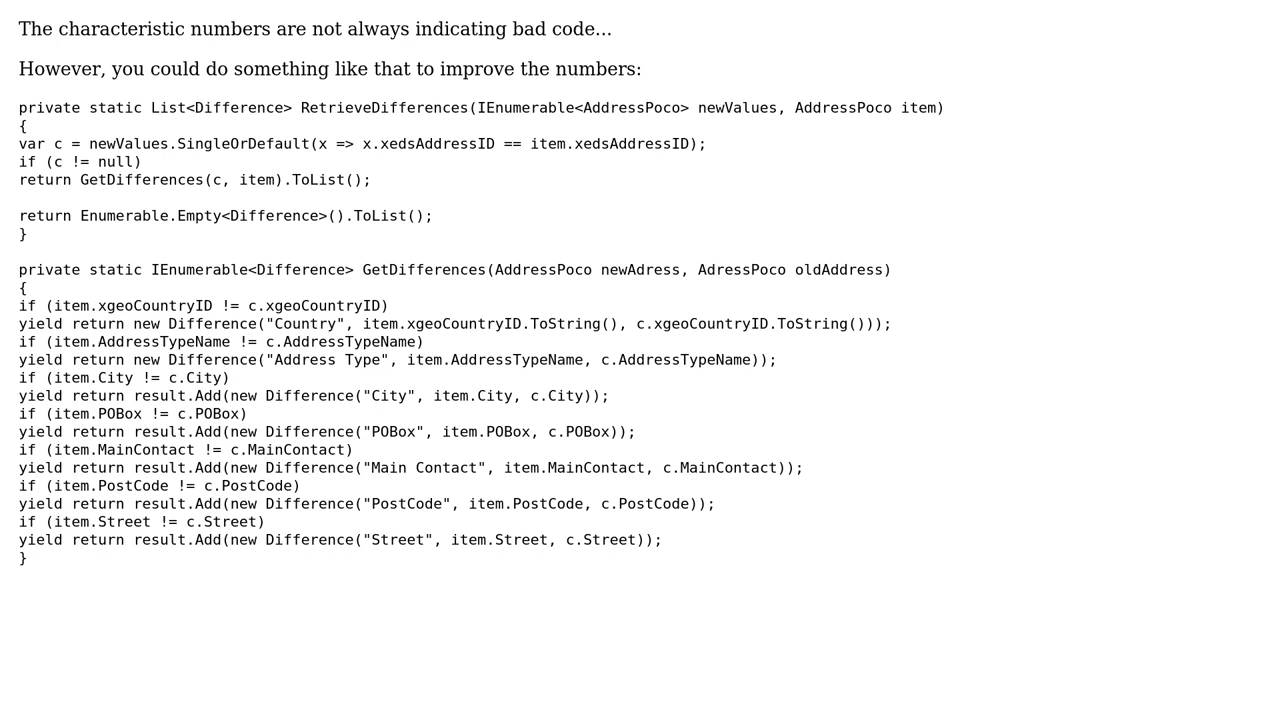 The characteristic numbers are not always indicating bad code...
However, you could do something like that to improve the numbers:
private static List<Difference> RetrieveDifferences(IEnumerable<AddressPoco> newValues, AddressPoco item)
{
var c = newValues.SingleOrDefault(x => x.xedsAddressID == item.xedsAddressID);
if (c != null)
return GetDifferences(c, item).ToList();
return Enumerable.Empty<Difference>().ToList();
}
private static IEnumerable<Difference> GetDifferences(AddressPoco newAdress, AdressPoco oldAddress)
{
if (item.xgeoCountryID != c.xgeoCountryID)
yield return new Difference("Country", item.xgeoCountryID.ToString(), c.xgeoCountryID.ToString()));
if (item.AddressTypeName != c.AddressTypeName)
yield return new Difference("Address Type", item.AddressTypeName, c.AddressTypeName));
if (item.City != c.City)
yield return result.Add(new Difference("City", item.City, c.City));
if (item.POBox != c.POBox)
yield return result.Add(new Difference("POBox", item.POBox, c.POBox));
if (item.MainContact != c.MainContact)
yield return result.Add(new Difference("Main Contact", item.MainContact, c.MainContact));
if (item.PostCode != c.PostCode)
yield return result.Add(new Difference("PostCode", item.PostCode, c.PostCode));
if (item.Street != c.Street)
yield return result.Add(new Difference("Street", item.Street, c.Street));
}